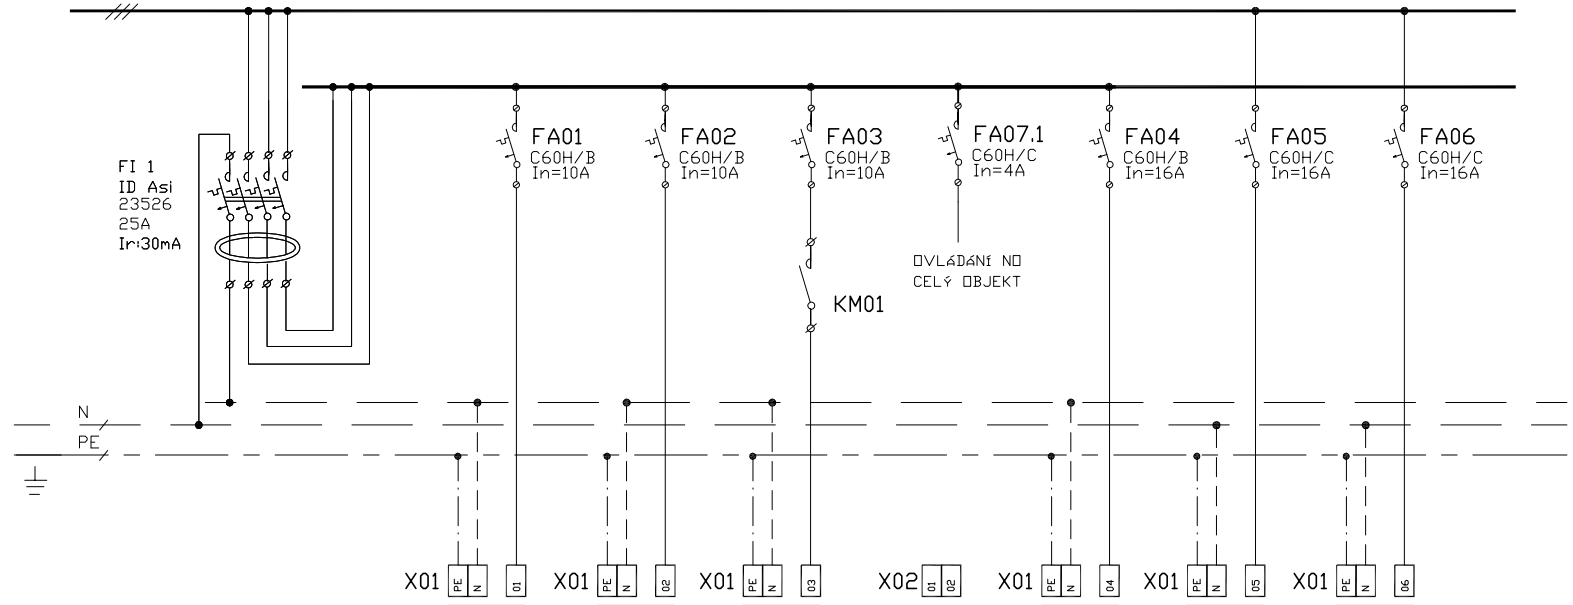 FI 1
ID Asi
23526
25A
Ir:30mA
FA01
C60H/B
In=10A
FA02
C60H/B
In=10A
FA03
C60H/B
In=10A
FA07.1
C60H/C
In=4A
FA04
C60H/B
In=16A
FA05
C60H/C
In=16A
FA06
C60H/C
In=16A
OVLÁDÁNÍ NO
CELÝ OBJEKT
KM01
N
PE
X01 PE N 01
X01 PE N 02
X01 PE N 03
X02 01 02
X01 PE N 04
X01 PE N 05
X01 PE N 06